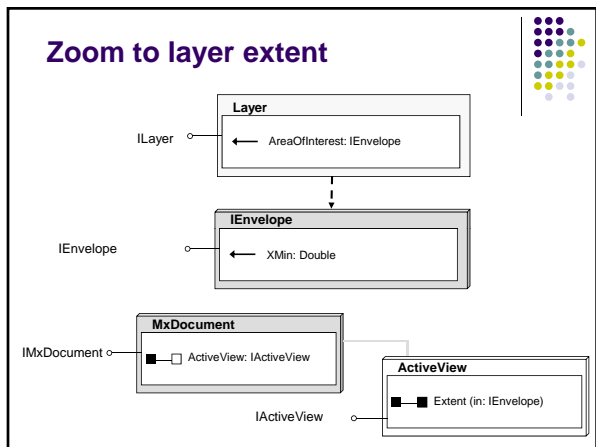 Zoom to layer extent
Layer
ILayer
AreaOfInterest: IEnvelope
IEnvelope
IEnvelope
XMin: Double
MxDocument
IMxDocument
ActiveView: IActiveView
ActiveView
Extent (in: IEnvelope)
IActiveView